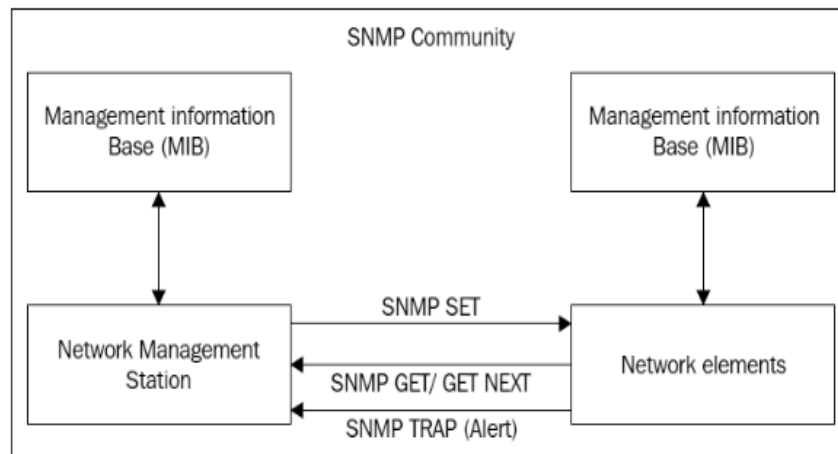 SNMP Community
Management information
Base (MIB)
Management information
Base (MIB)
SNMP SET
Network Management
Station
Network elements
SNMP GET/ GET NEXT
SNMP TRAP (Alert)